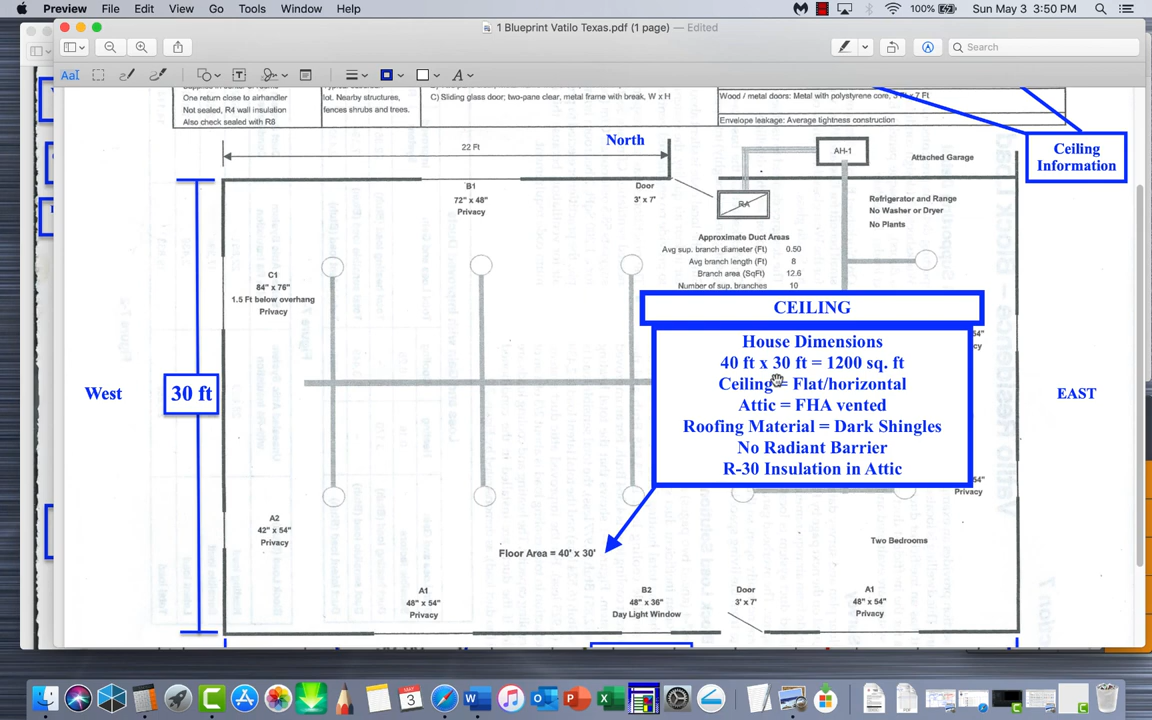 Preview File Edit View Go Tools Window Help
100% Sun May 3 3:50 PM
1 Blueprint Vatilo Texas.pdf (1 page) — Edited
Search
One return close to airhandler
Not sealed, R4 wall insulation
Also check sealed with R8
lot. Nearby structures,
fences shrubs and trees.
C) Sliding glass door; two-pane clear, metal frame with break, W x H
Wood / metal doors: Metal with polystyrene core, 3 Ft x 7 Ft
Envelope leakage: Average tightness construction
Ceiling
Information
North
22 Ft
AH-1
Attached Garage
B1
72" x 48"
Privacy
Door
3' x 7'
RA
Refrigerator and Range
No Washer or Dryer
No Plants
Approximate Duct Areas
Avg sup. branch diameter (Ft) 0.50
Avg branch length (Ft) 8
Branch area (SqFt) 12.6
Number of sup. branches 10
C1
84" x 76"
1.5 Ft below overhang
Privacy
CEILING
House Dimensions
40 ft x 30 ft = 1200 sq. ft
Ceiling = Flat/horizontal
Attic = FHA vented
Roofing Material = Dark Shingles
No Radiant Barrier
R-30 Insulation in Attic
West
30 ft
EAST
54"
cy
54"
Privacy
A2
42" x 54"
Privacy
Floor Area = 40' x 30'
Two Bedrooms
A1
48" x 54"
Privacy
B2
48" x 36"
Day Light Window
Door
3' x 7'
A1
48" x 54"
Privacy
MAY
3